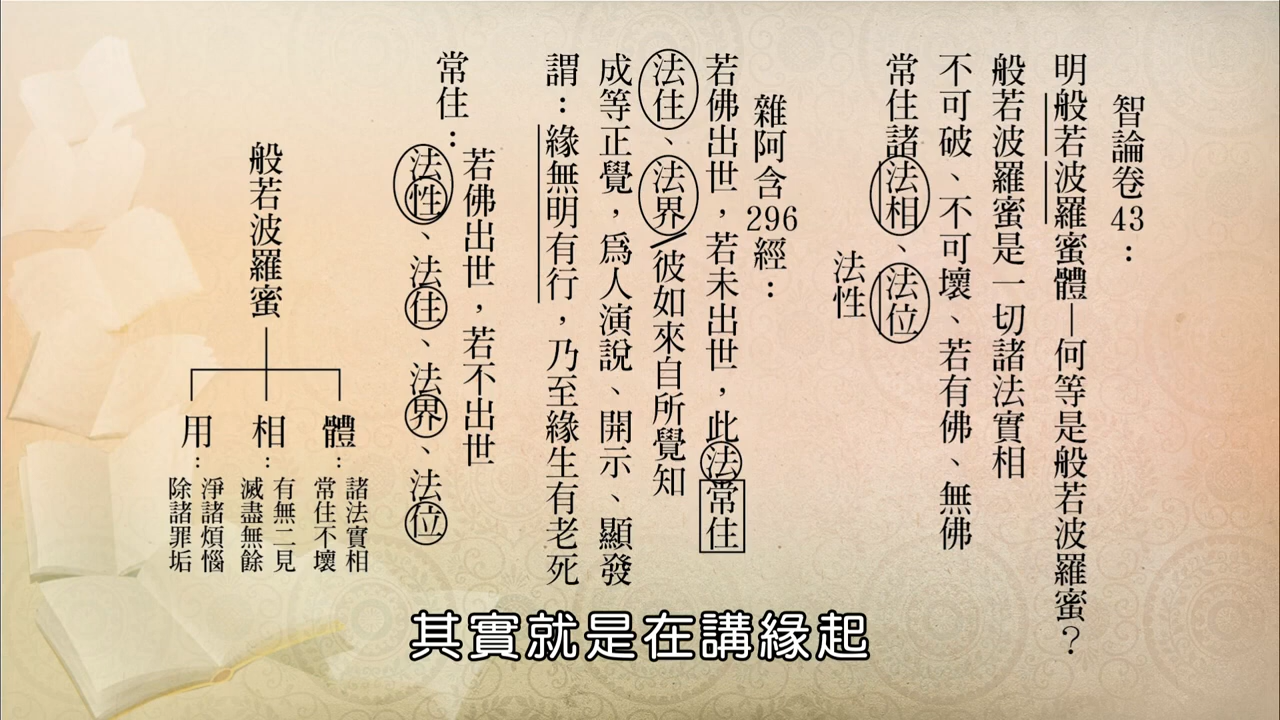 智論卷43：
明般若波羅蜜體—何等是般若波羅蜜？
般若波羅蜜是一切諸法實相
不可破、不可壞、若有佛、無佛
常住諸法相、法位
法性
雜阿含296經：
若佛出世，若未出世，此法常住
法住、法界/彼如來自所覺知
成等正覺，為人演說、開示、顯發
謂：緣無明有行，乃至緣生有老死
常住：
若佛出世，若不出世
法性、法住、法界、法位
般若波羅蜜
體：
諸法實相
常住不壞
相：
有無二見
滅盡無餘
用：
淨諸煩惱
除諸罪垢
其實就是在講緣起